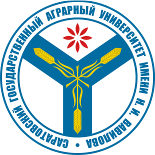 САРАТОВСКИЙ ГОСУДАРСТВЕННЫЙ АГРАРНЫЙ УНИВЕРСИТЕТ ИМЕНИ Н. И. ВАВИЛОВА